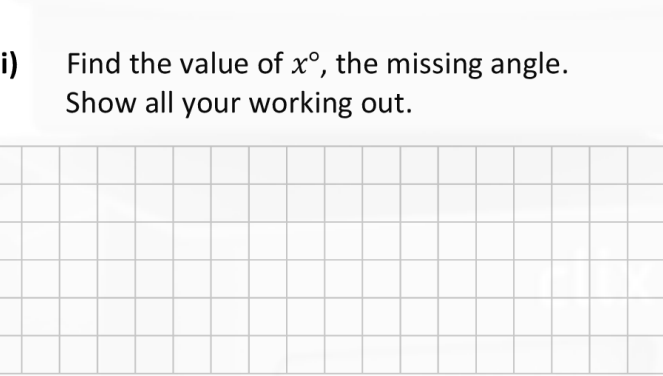 i) Find the value of x°, the missing angle.
Show all your working out.